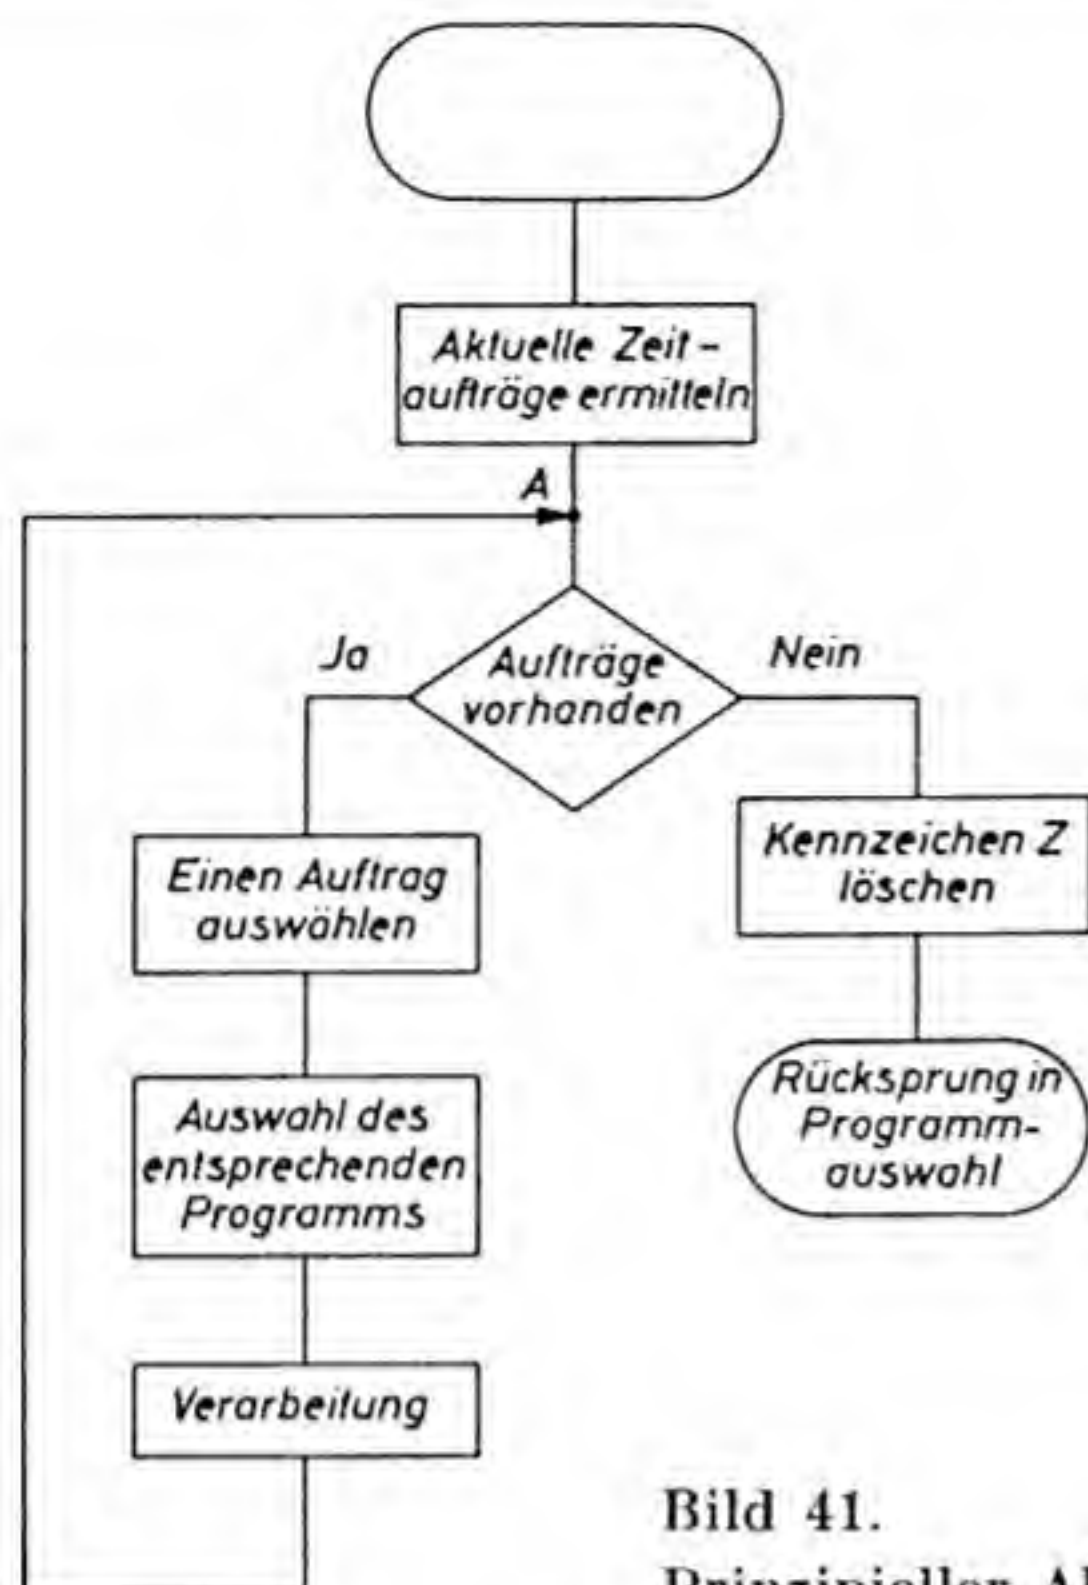 Aktuelle Zeit-
aufträge ermitteln
A
Ja
Aufträge
vorhanden
Nein
Einen Auftrag
auswählen
Kennzeichen Z
löschen
Auswahl des
entsprechenden
Programms
Rücksprung in
Programm-
auswahl
Verarbeitung
Bild 41.
Prinzipieller